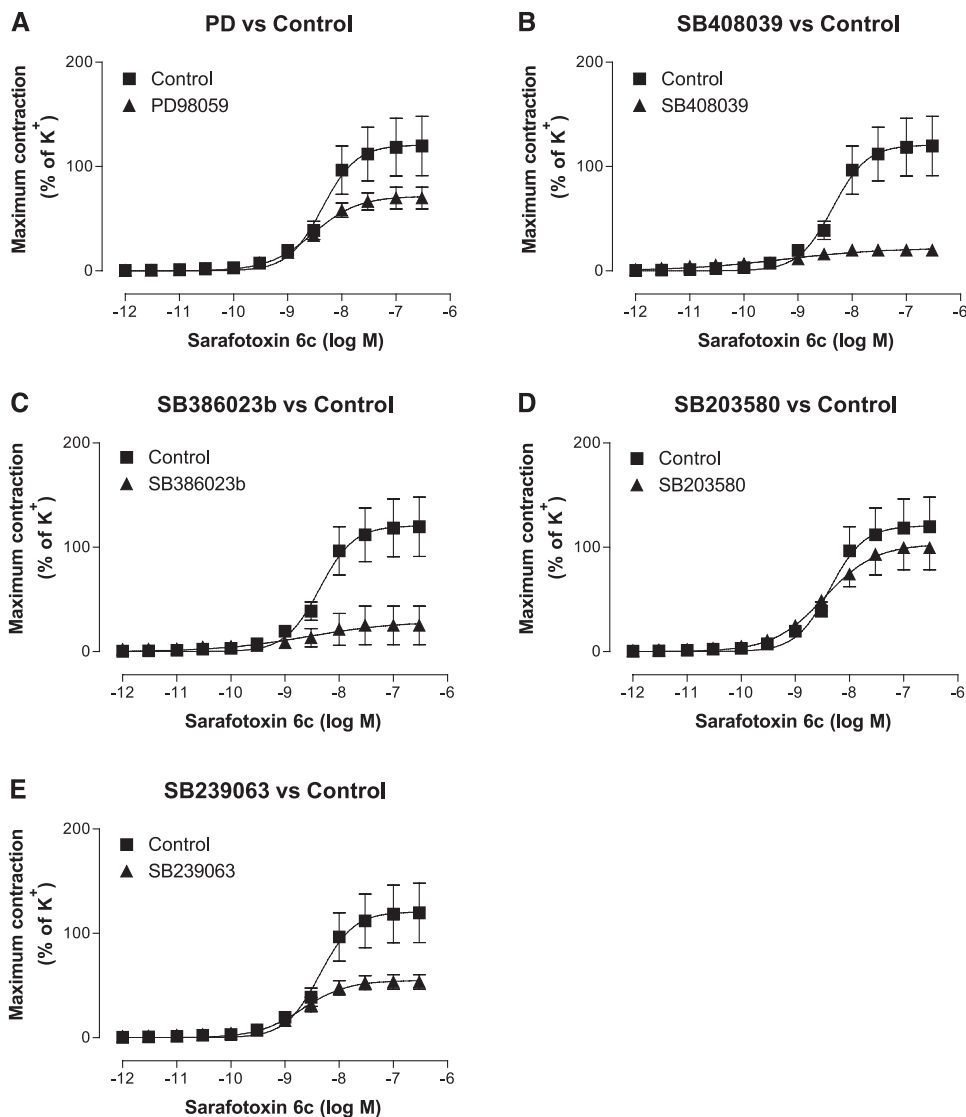 A
PD vs Control
Maximum contraction
(% of K+)
200
100
0
Control
PD98059
-12 -11 -10 -9 -8 -7 -6
Sarafotoxin 6c (log M)
B
SB408039 vs Control
Maximum contraction
(% of K+)
200
100
0
Control
SB408039
-12 -11 -10 -9 -8 -7 -6
Sarafotoxin 6c (log M)
C
SB386023b vs Control
Maximum contraction
(% of K+)
200
100
0
Control
SB386023b
-12 -11 -10 -9 -8 -7 -6
Sarafotoxin 6c (log M)
D
SB203580 vs Control
Maximum contraction
(% of K+)
200
100
0
Control
SB203580
-12 -11 -10 -9 -8 -7 -6
Sarafotoxin 6c (log M)
E
SB239063 vs Control
Maximum contraction
(% of K+)
200
100
0
Control
SB239063
-12 -11 -10 -9 -8 -7 -6
Sarafotoxin 6c (log M)